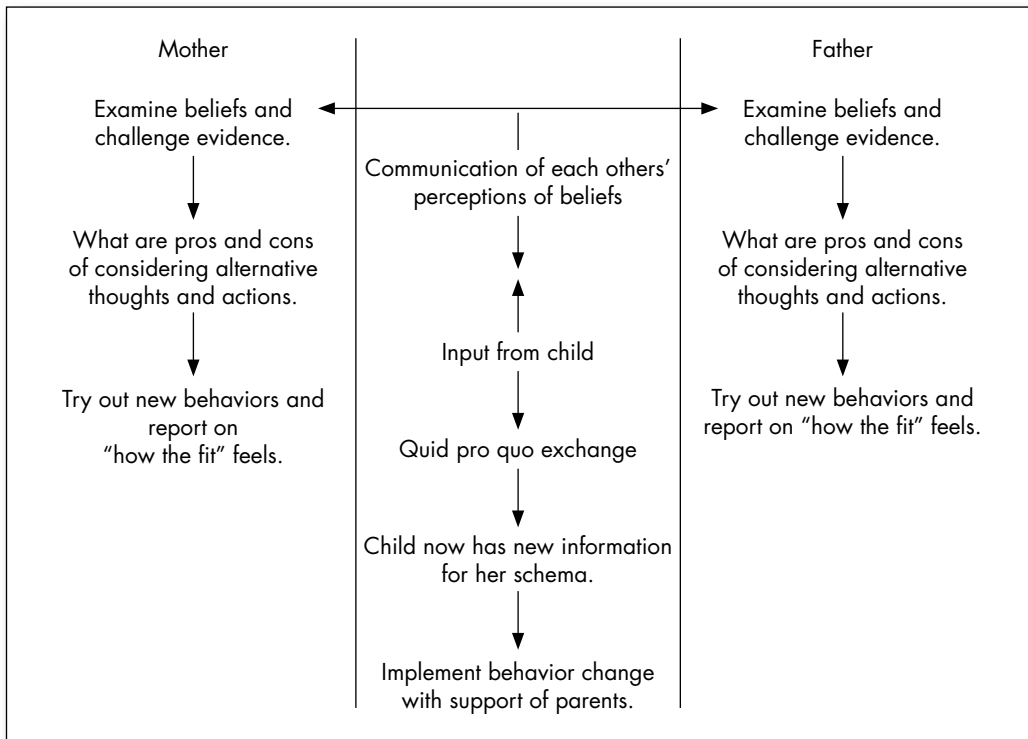 Mother
Examine beliefs and
challenge evidence.
What are pros and cons
of considering alternative
thoughts and actions.
Try out new behaviors and
report on
“how the fit” feels.
Communication of each others’
perceptions of beliefs
Input from child
Quid pro quo exchange
Child now has new information
for her schema.
Implement behavior change
with support of parents.
Father
Examine beliefs and
challenge evidence.
What are pros and cons
of considering alternative
thoughts and actions.
Try out new behaviors and
report on “how the fit” feels.